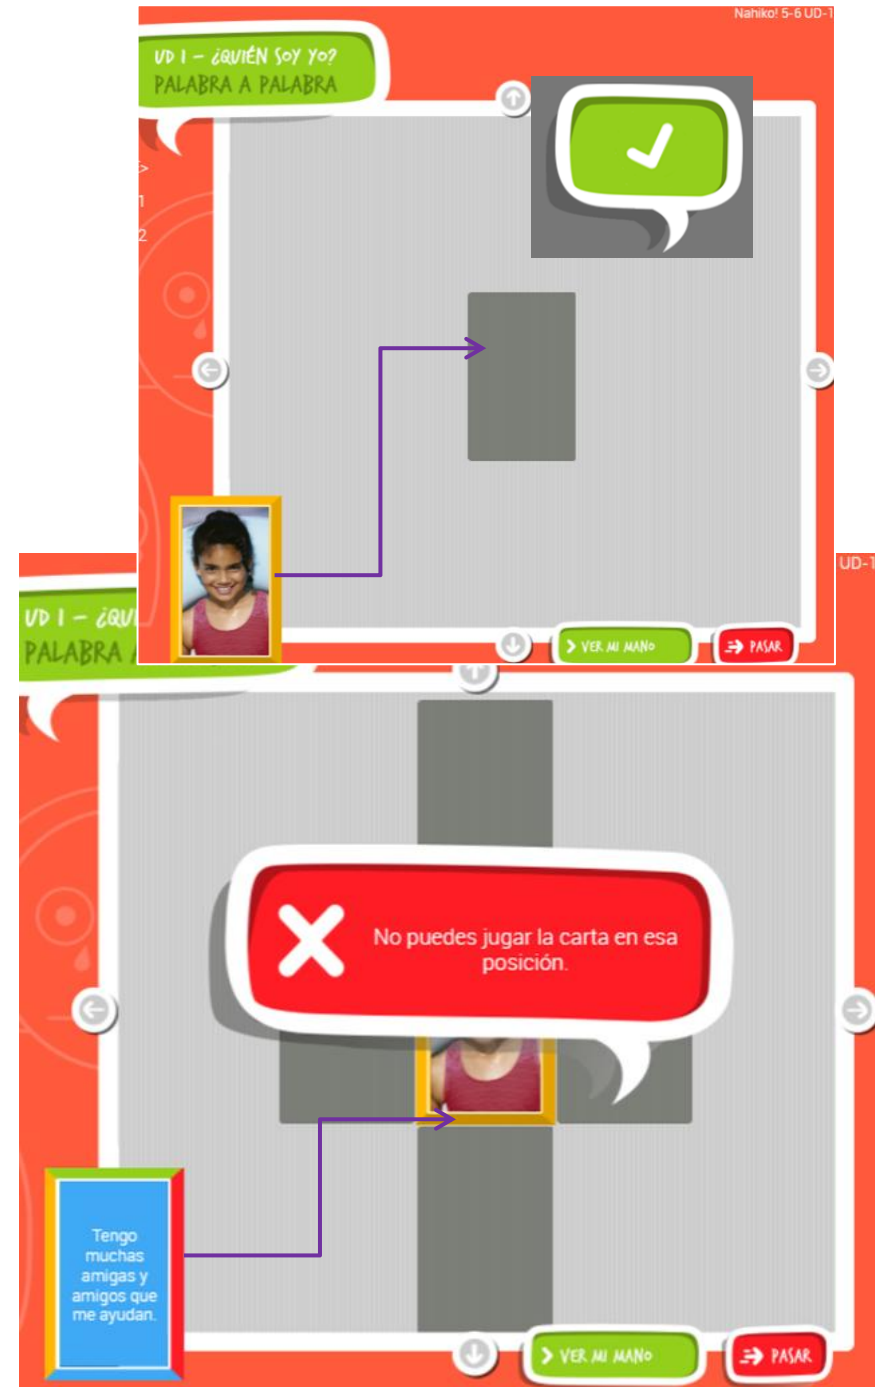 Nahiko! 5-6 UD-1
UD 1 – ¿QUIÉN SOY YO?
PALABRA A PALABRA
>
1
2
> VER MI MANO
PASAR
UD-1
UD 1 – ¿QU
PALABRA
No puedes jugar la carta en esa
posición.
Tengo
muchas
amigas y
amigos que
me ayudan.
> VER MI MANO
PASAR